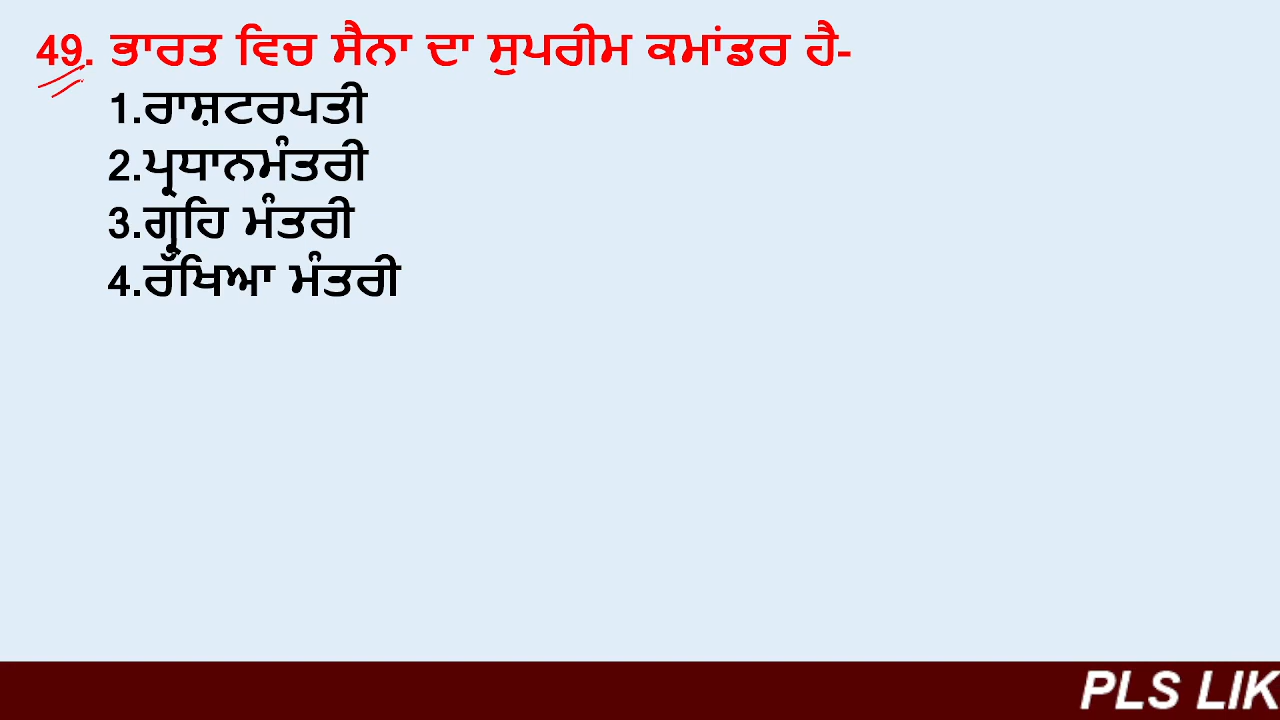 49. ਭਾਰਤ ਵਿਚ ਸੈਨਾ ਦਾ ਸੁਪਰੀਮ ਕਮਾਂਡਰ ਹੈ-
1.ਰਾਸ਼ਟਰਪਤੀ
2.ਪ੍ਰਧਾਨਮੰਤਰੀ
3.ਗ੍ਰਹਿ ਮੰਤਰੀ
4.ਰੱਖਿਆ ਮੰਤਰੀ
PLS LIK